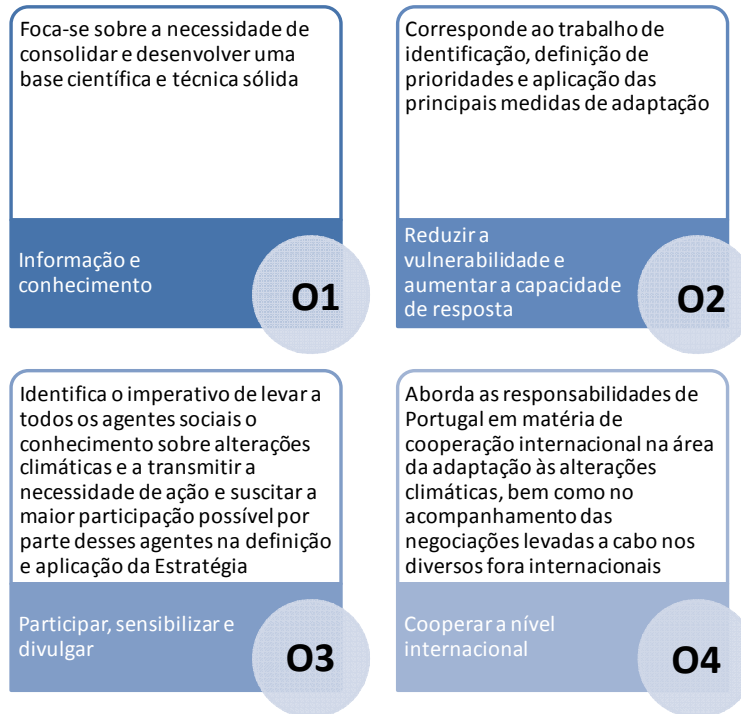 Foca-se sobre a necessidade de
consolidar e desenvolver uma
base científica e técnica sólida
Informação e
conhecimento
O1
Corresponde ao trabalho de
identificação, definição de
prioridades e aplicação das
principais medidas de adaptação
Reduzir a
vulnerabilidade e
aumentar a capacidade
de resposta
O2
Identifica o imperativo de levar a
todos os agentes sociais o
conhecimento sobre alterações
climáticas e a transmitir a
necessidade de ação e suscitar a
maior participação possível por
parte desses agentes na definição
e aplicação da Estratégia
Participar, sensibilizar e
divulgar
O3
Aborda as responsabilidades de
Portugal em matéria de
cooperação internacional na área
da adaptação às alterações
climáticas, bem como no
acompanhamento das
negociações levadas a cabo nos
diversos fora internacionais
Cooperar a nível
internacional
O4